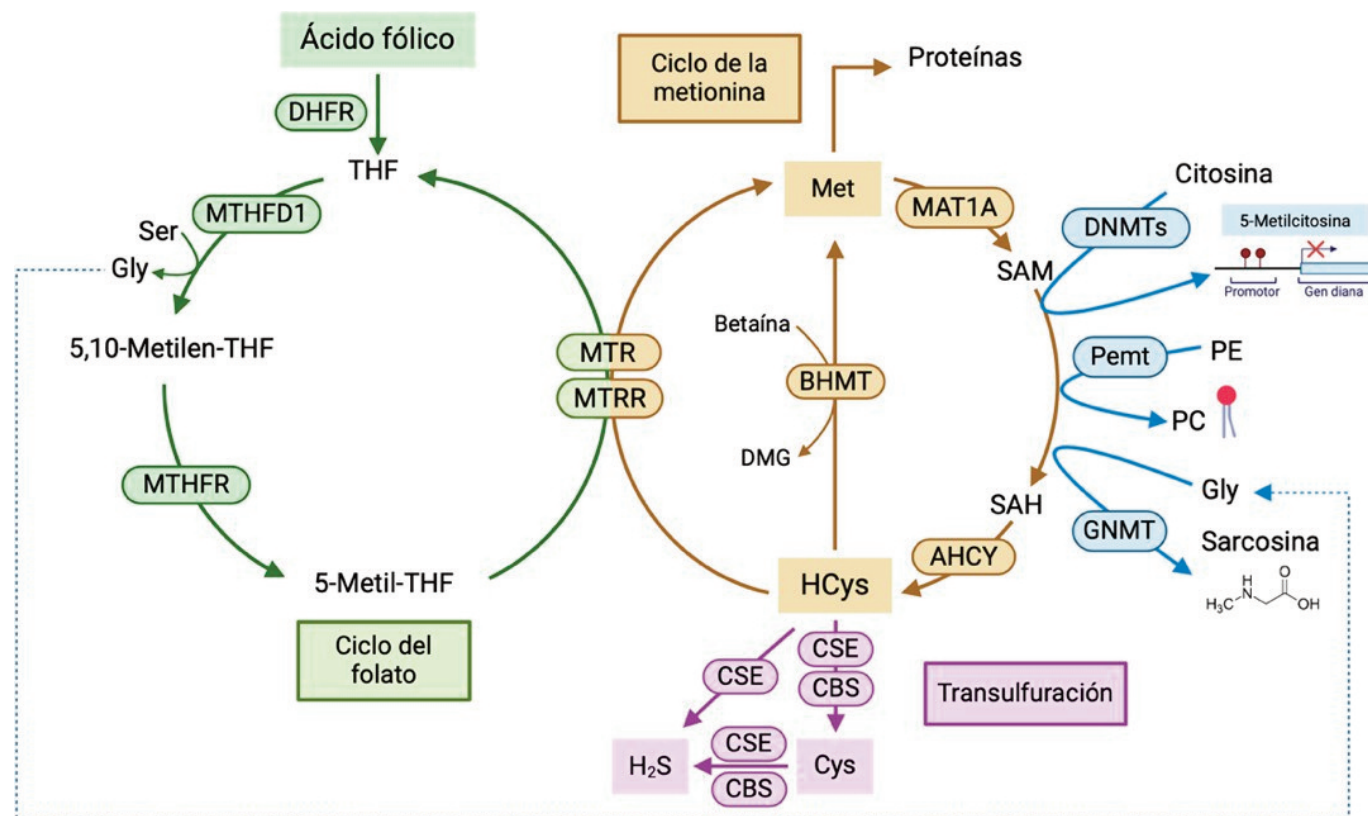 Ácido fólico
DHFR
THF
MTHFD1
Ser
Gly
5,10-Metilen-THF
MTHFR
5-Metil-THF
Ciclo del
folato
MTR
MTRR
Ciclo de la
metionina
Proteínas
Met
MAT1A
SAM
Betaína
BHMT
DMG
SAH
AHCY
HCys
Citosina
DNMTs
5-Metilcitosina
Promotor
Gen diana
Pemt
PE
PC
Gly
GNMT
Sarcosina
H₃C
H
N
O
OH
CSE
CSE
CBS
Transulfuración
H₂S
CSE
CBS
Cys